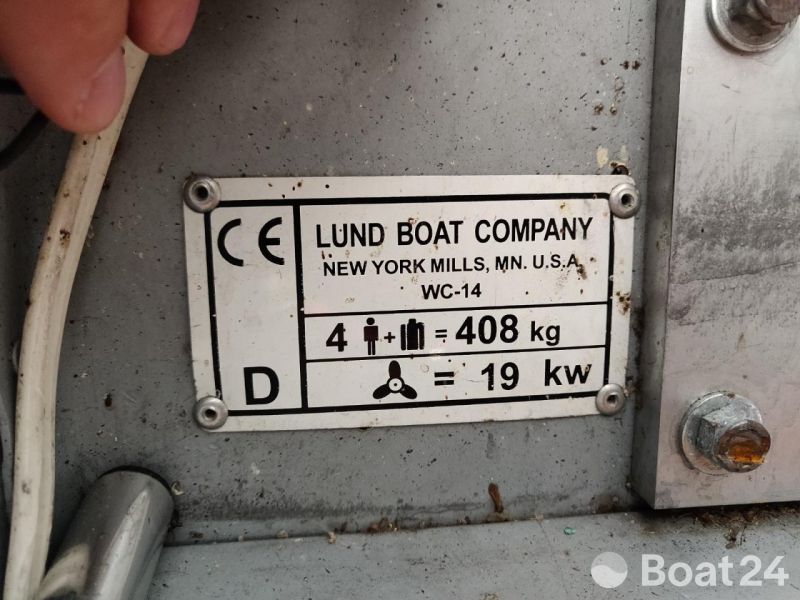 CE
LUND BOAT COMPANY
NEW YORK MILLS, MN. U.S.A
WC-14
4 + = 408 kg
D
= 19 kw
Boat24